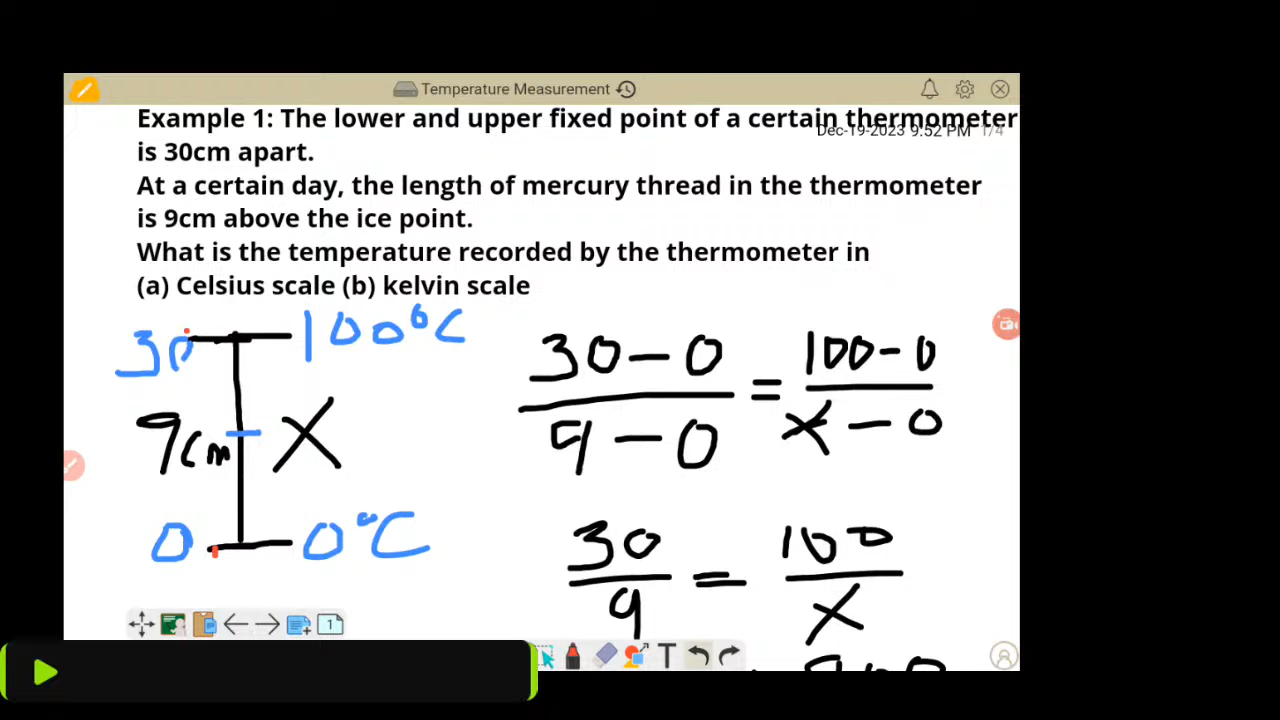 Temperature Measurement
Example 1: The lower and upper fixed point of a certain thermometer
Dec-19-2023 9:52 PM 1/4
is 30cm apart.
At a certain day, the length of mercury thread in the thermometer
is 9cm above the ice point.
What is the temperature recorded by the thermometer in
(a) Celsius scale (b) kelvin scale
30 100°C
9cm X
0 0°C
30-0 = 100-0
9-0 x-0
30 = 100
9 x
1
T